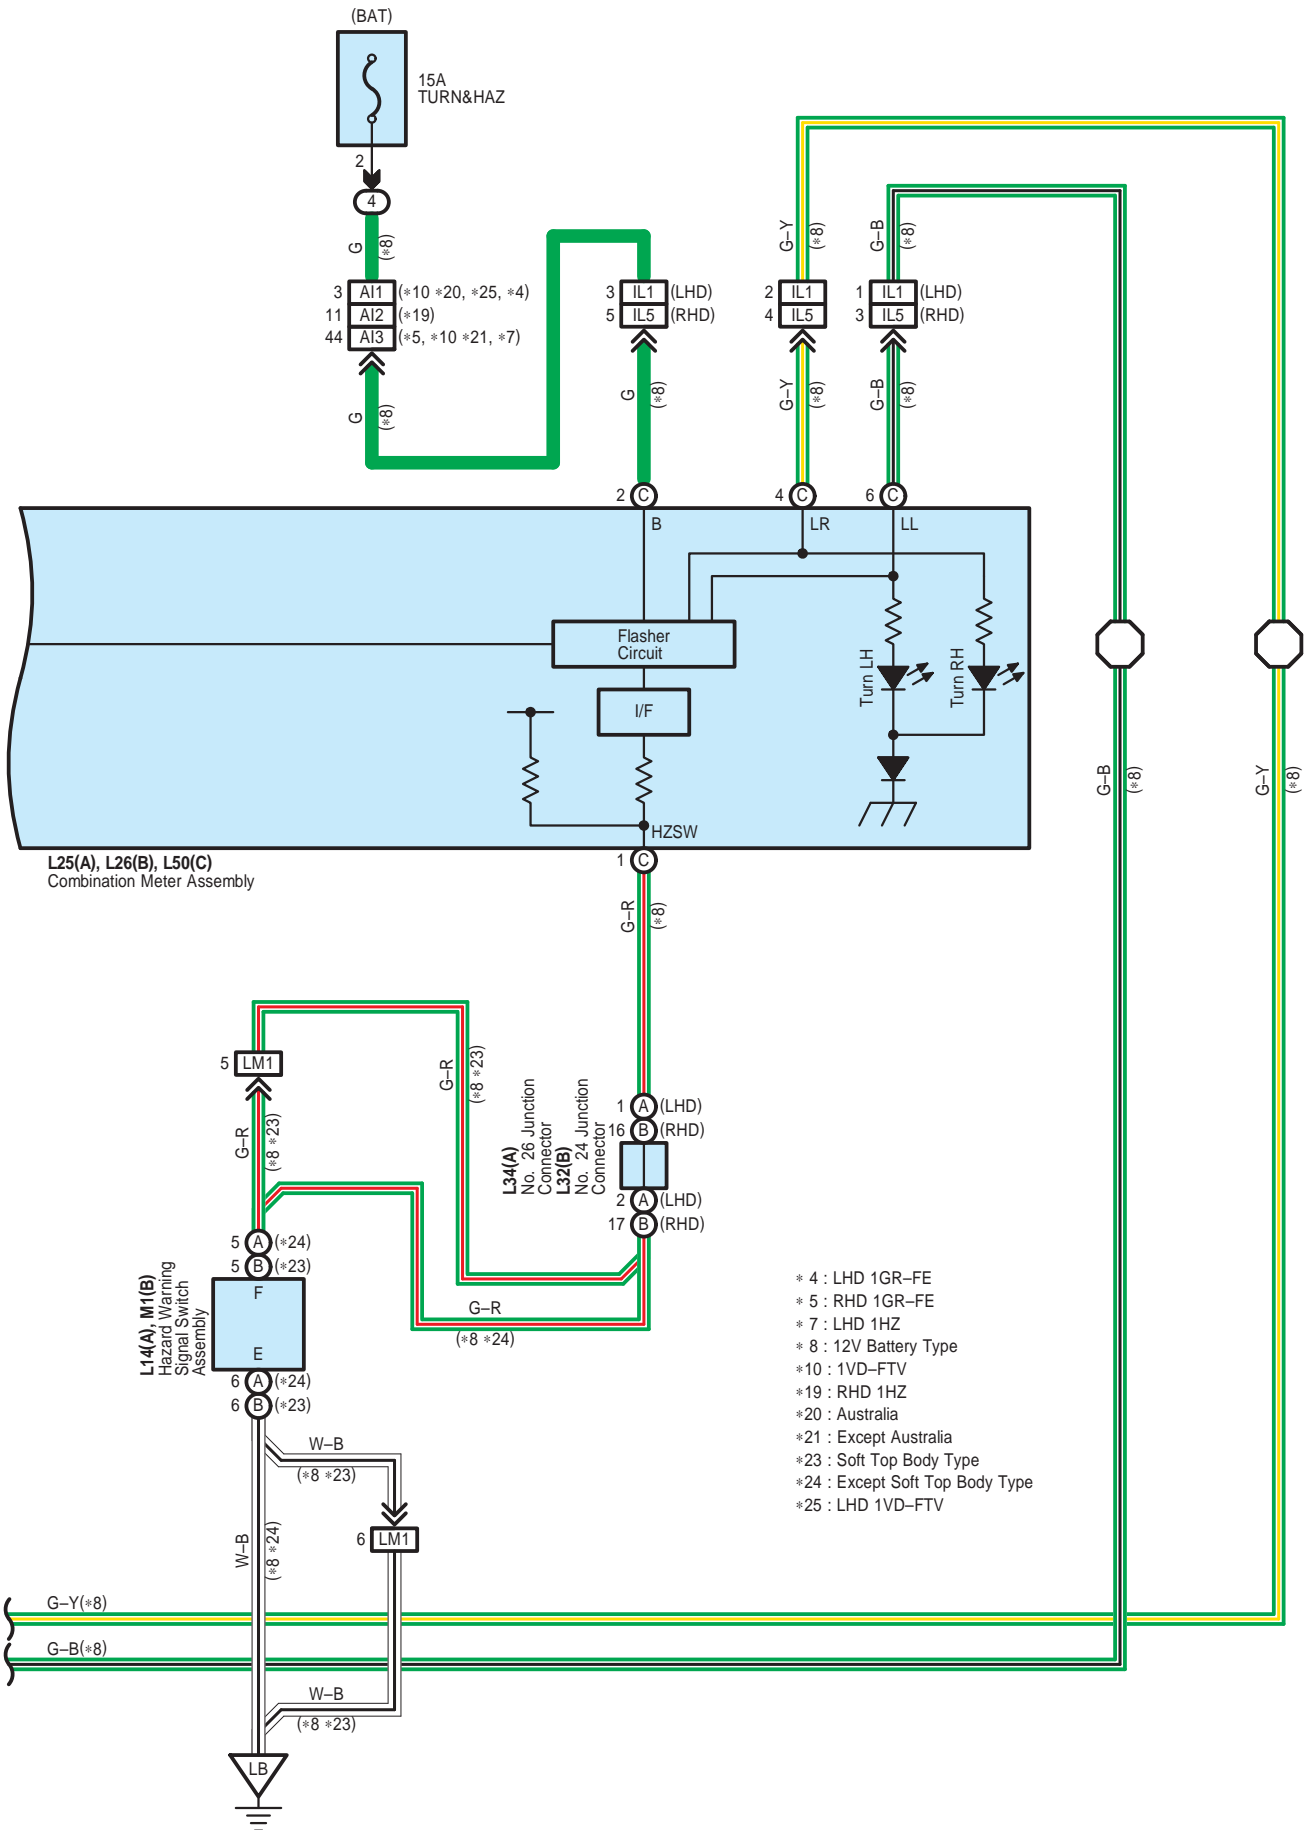 (BAT)
15A
TURN&HAZ
2
4
G
(*8)
3 AI1 (*10 *20, *25, *4)
11 AI2 (*19)
44 AI3 (*5, *10 *21, *7)
G
(*8)
3 IL1 (LHD)
5 IL5 (RHD)
G
(*8)
G–Y
(*8)
2 IL1
4 IL5
G–Y
(*8)
G–B
(*8)
1 IL1 (LHD)
3 IL5 (RHD)
G–B
(*8)
2 C
4 C
6 C
B
LR
LL
Flasher
Circuit
I/F
Turn LH
Turn RH
HZSW
1 C
L25(A), L26(B), L50(C)
Combination Meter Assembly
G–B
(*8)
G–Y
(*8)
G–R
(*8)
5 LM1
G–R
(*8 *23)
G–R
(*8 *23)
L34(A)
No. 26 Junction
Connector
L32(B)
No. 24 Junction
Connector
1 A (LHD)
16 B (RHD)
2 A (LHD)
17 B (RHD)
G–R
(*8 *24)
5 A (*24)
5 B (*23)
L14(A), M1(B)
Hazard Warning
Signal Switch
Assembly
F
E
6 A (*24)
6 B (*23)
W–B
(*8 *23)
W–B
(*8 *24)
6 LM1
* 4 : LHD 1GR–FE
* 5 : RHD 1GR–FE
* 7 : LHD 1HZ
* 8 : 12V Battery Type
*10 : 1VD–FTV
*19 : RHD 1HZ
*20 : Australia
*21 : Except Australia
*23 : Soft Top Body Type
*24 : Except Soft Top Body Type
*25 : LHD 1VD–FTV
G–Y(*8)
G–B(*8)
W–B
(*8 *23)
LB